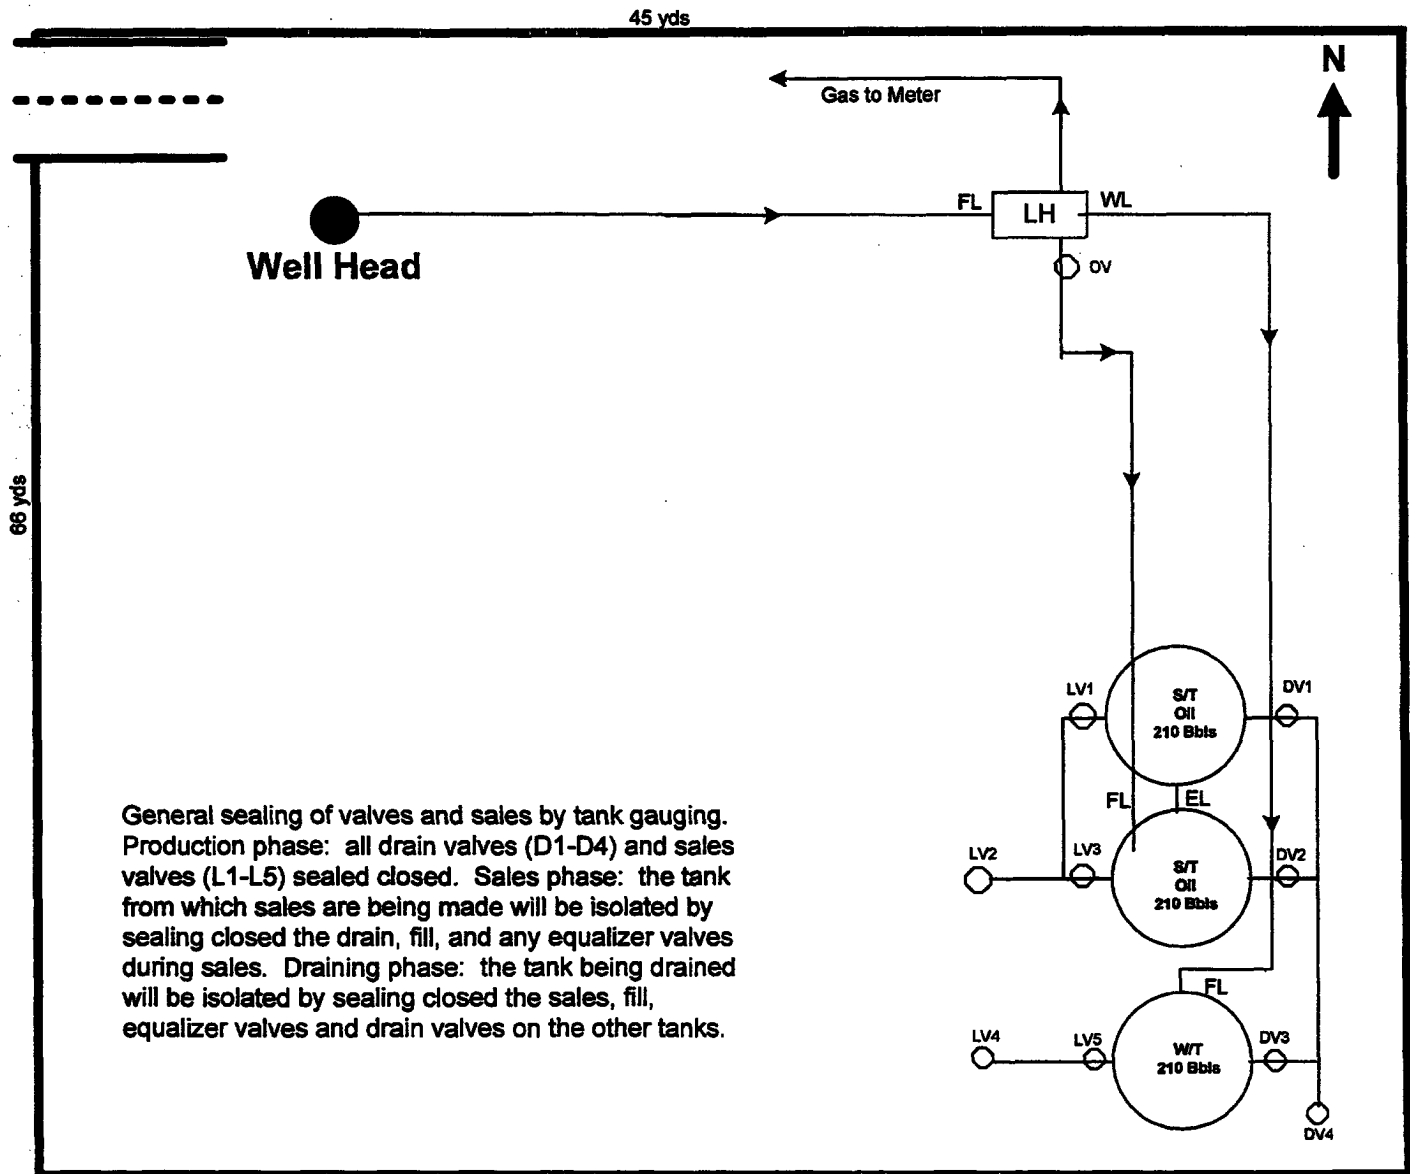 45 yds
N
Gas to Meter
FL
LH
WL
OV
Well Head
66 yds
LV1
S/T
Oil
210 Bbls
DV1
FL
EL
LV2
LV3
S/T
Oil
210 Bbls
DV2
General sealing of valves and sales by tank gauging.
Production phase: all drain valves (D1-D4) and sales
valves (L1-L5) sealed closed. Sales phase: the tank
from which sales are being made will be isolated by
sealing closed the drain, fill, and any equalizer valves
during sales. Draining phase: the tank being drained
will be isolated by sealing closed the sales, fill,
equalizer valves and drain valves on the other tanks.
FL
LV4
LV5
W/T
210 Bbls
DV3
DV4